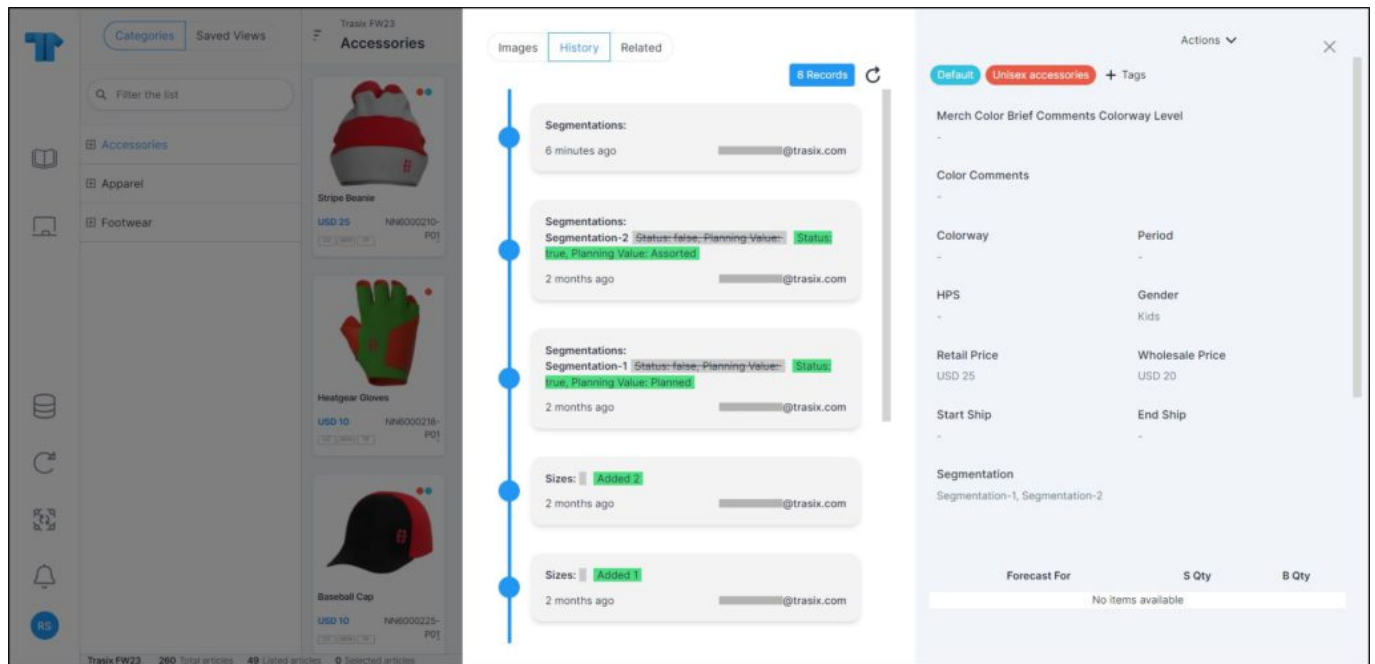 Categories
Saved Views
Filter the list
Accessories
Apparel
Footwear
RS
Trasix FW23
Accessories
Stripe Beanie
USD 25 NN6000210-
P01
Heatgear Gloves
USD 10 NN6000218-
P01
Baseball Cap
USD 10 NN6000225-
P01
Trasix FW23 260 Total articles 49 Listed articles 0 Selected articles
Images History Related
8 Records
Segmentations:
6 minutes ago @trasix.com
Segmentations:
Segmentation-2 Status: false, Planning Value: Status:
true, Planning Value: Assorted
2 months ago @trasix.com
Segmentations:
Segmentation-1 Status: false, Planning Value: Status:
true, Planning Value: Planned
2 months ago @trasix.com
Sizes: Added 2
2 months ago @trasix.com
Sizes: Added 1
2 months ago @trasix.com
Actions
Default Unisex accessories + Tags
Merch Color Brief Comments Colorway Level
-
Color Comments
-
Colorway Period
- -
HPS Gender
- Kids
Retail Price Wholesale Price
USD 25 USD 20
Start Ship End Ship
- -
Segmentation
Segmentation-1, Segmentation-2
Forecast For S Qty B Qty
No items available